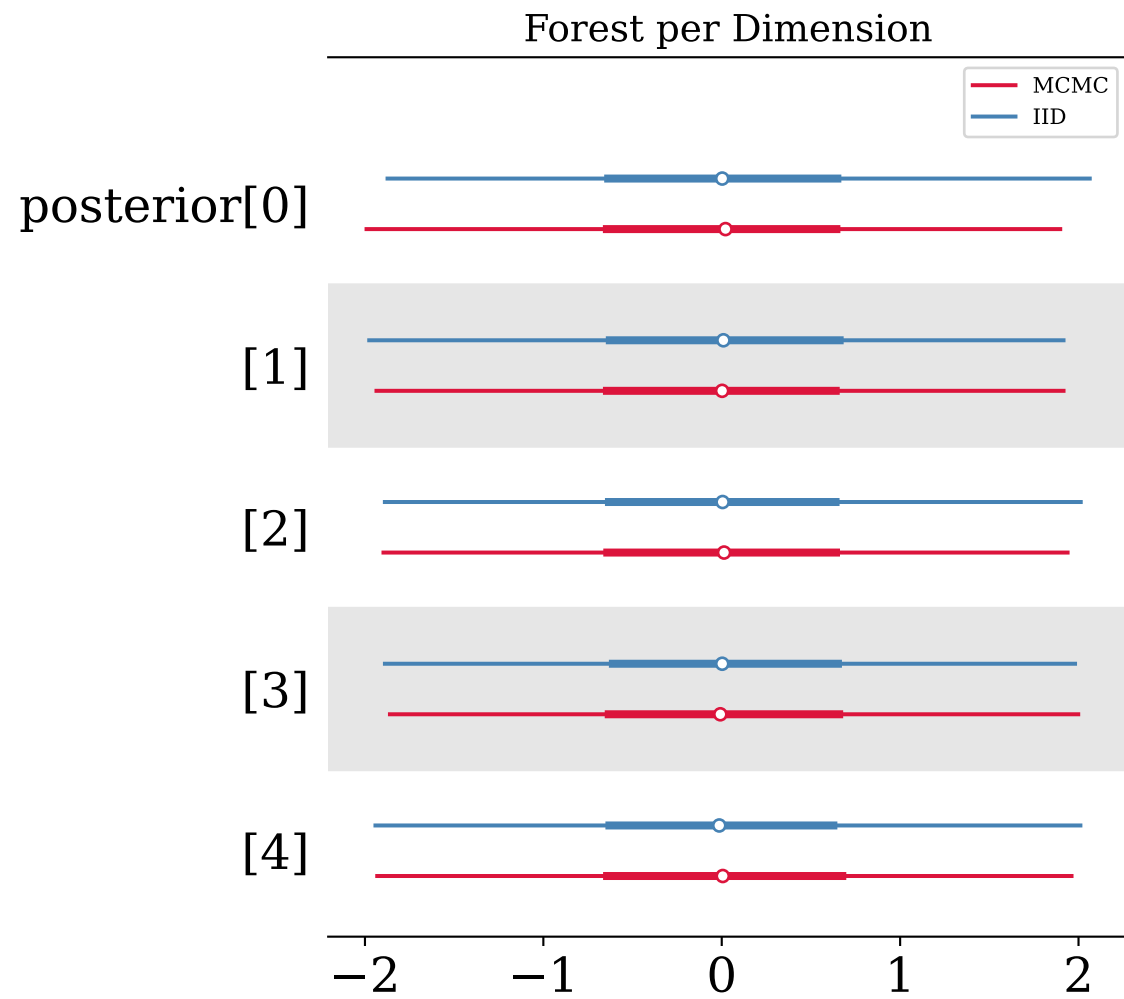 Forest per Dimension
MCMC
IID
posterior[0]
[1]
[2]
[3]
[4]
−2 −1 0 1 2